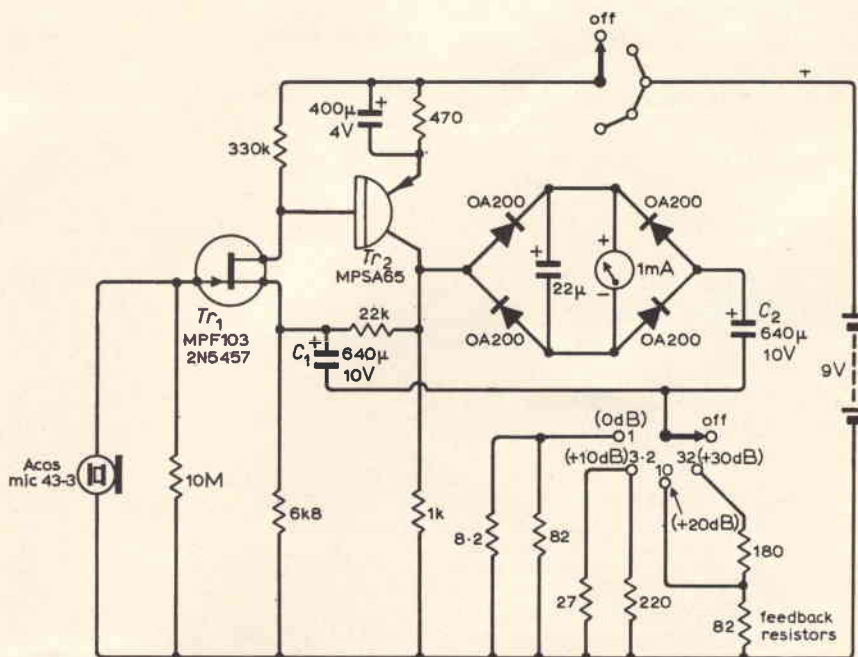 off
+
400μ
4V
+
470
330k
OA200
OA200
Tr2
MPSA65
+
22μ
+
1mA
−
+
C2
640μ
10V
Tr1
MPF103
2N5457
22k
OA200
OA200
+
C1
640μ
10V
9V
(0dB)
1
off
(+10dB)
3·2
10
32
(+30dB)
(+20dB)
Acos
mic 43-3
10M
6k8
1k
8·2
82
180
27
220
82
feedback
resistors